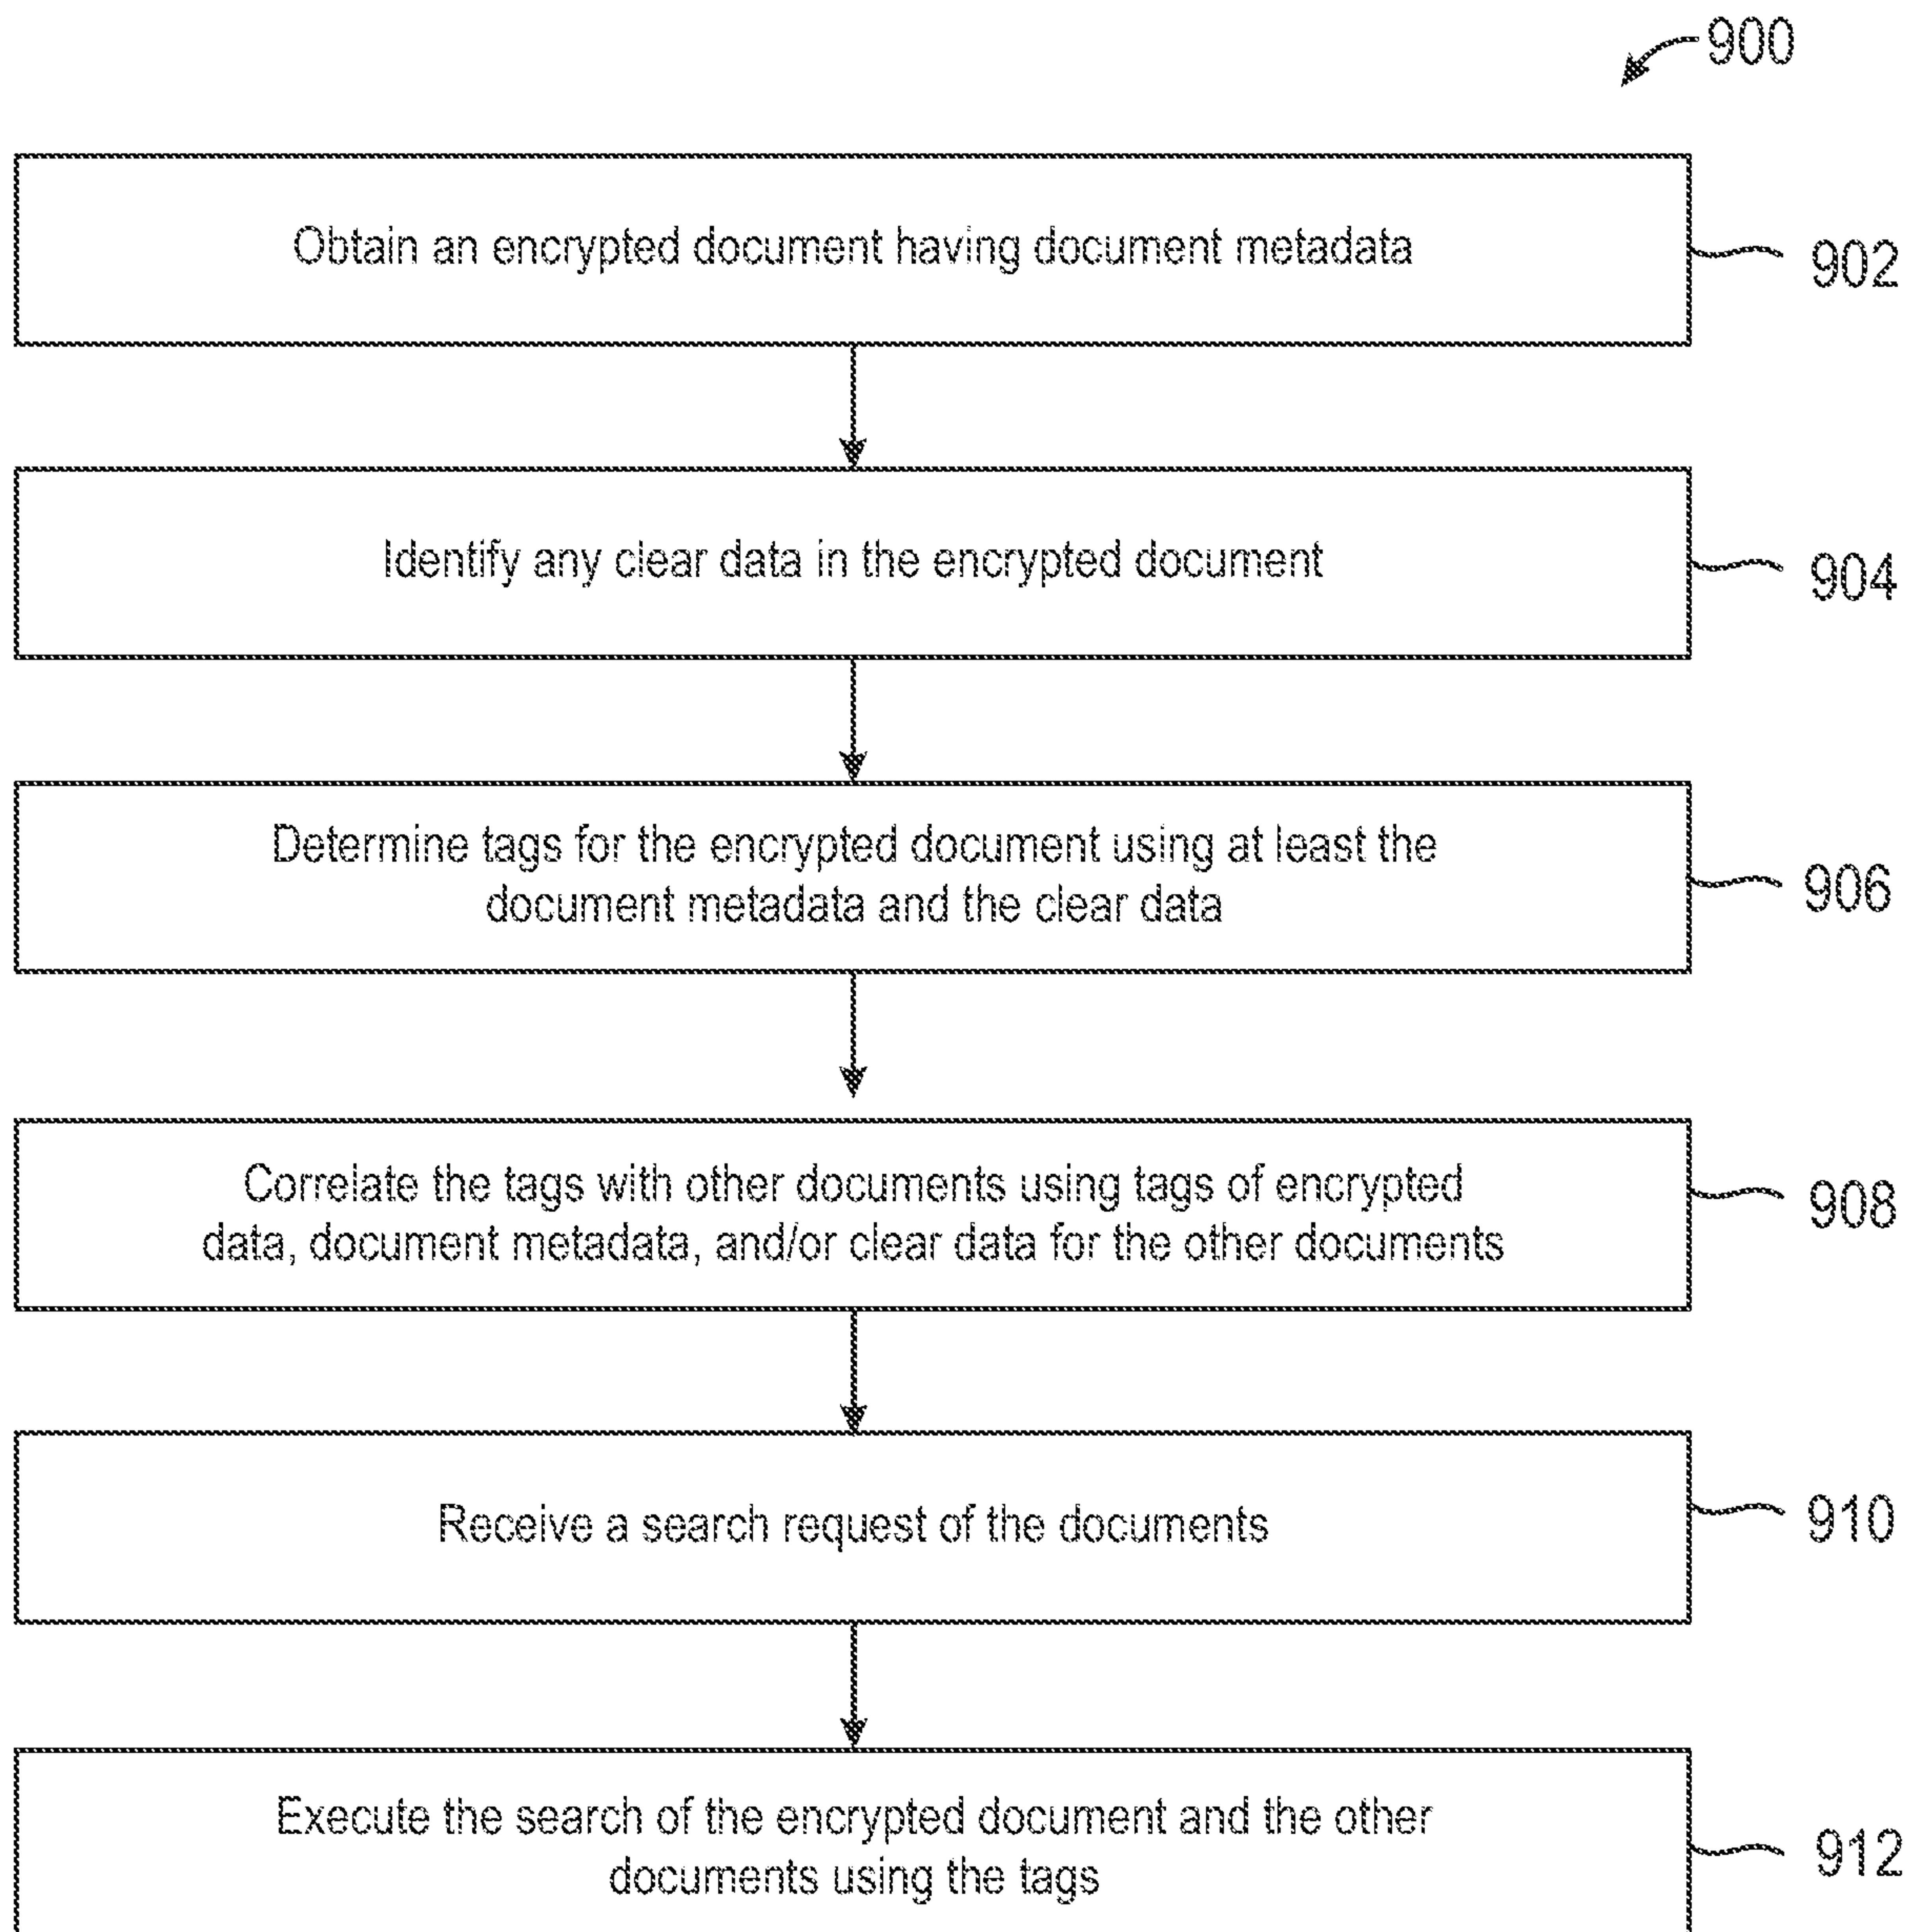 900
Obtain an encrypted document having document metadata
902
Identify any clear data in the encrypted document
904
Determine tags for the encrypted document using at least the
document metadata and the clear data
906
Correlate the tags with other documents using tags of encrypted
data, document metadata, and/or clear data for the other documents
908
Receive a search request of the documents
910
Execute the search of the encrypted document and the other
documents using the tags
912